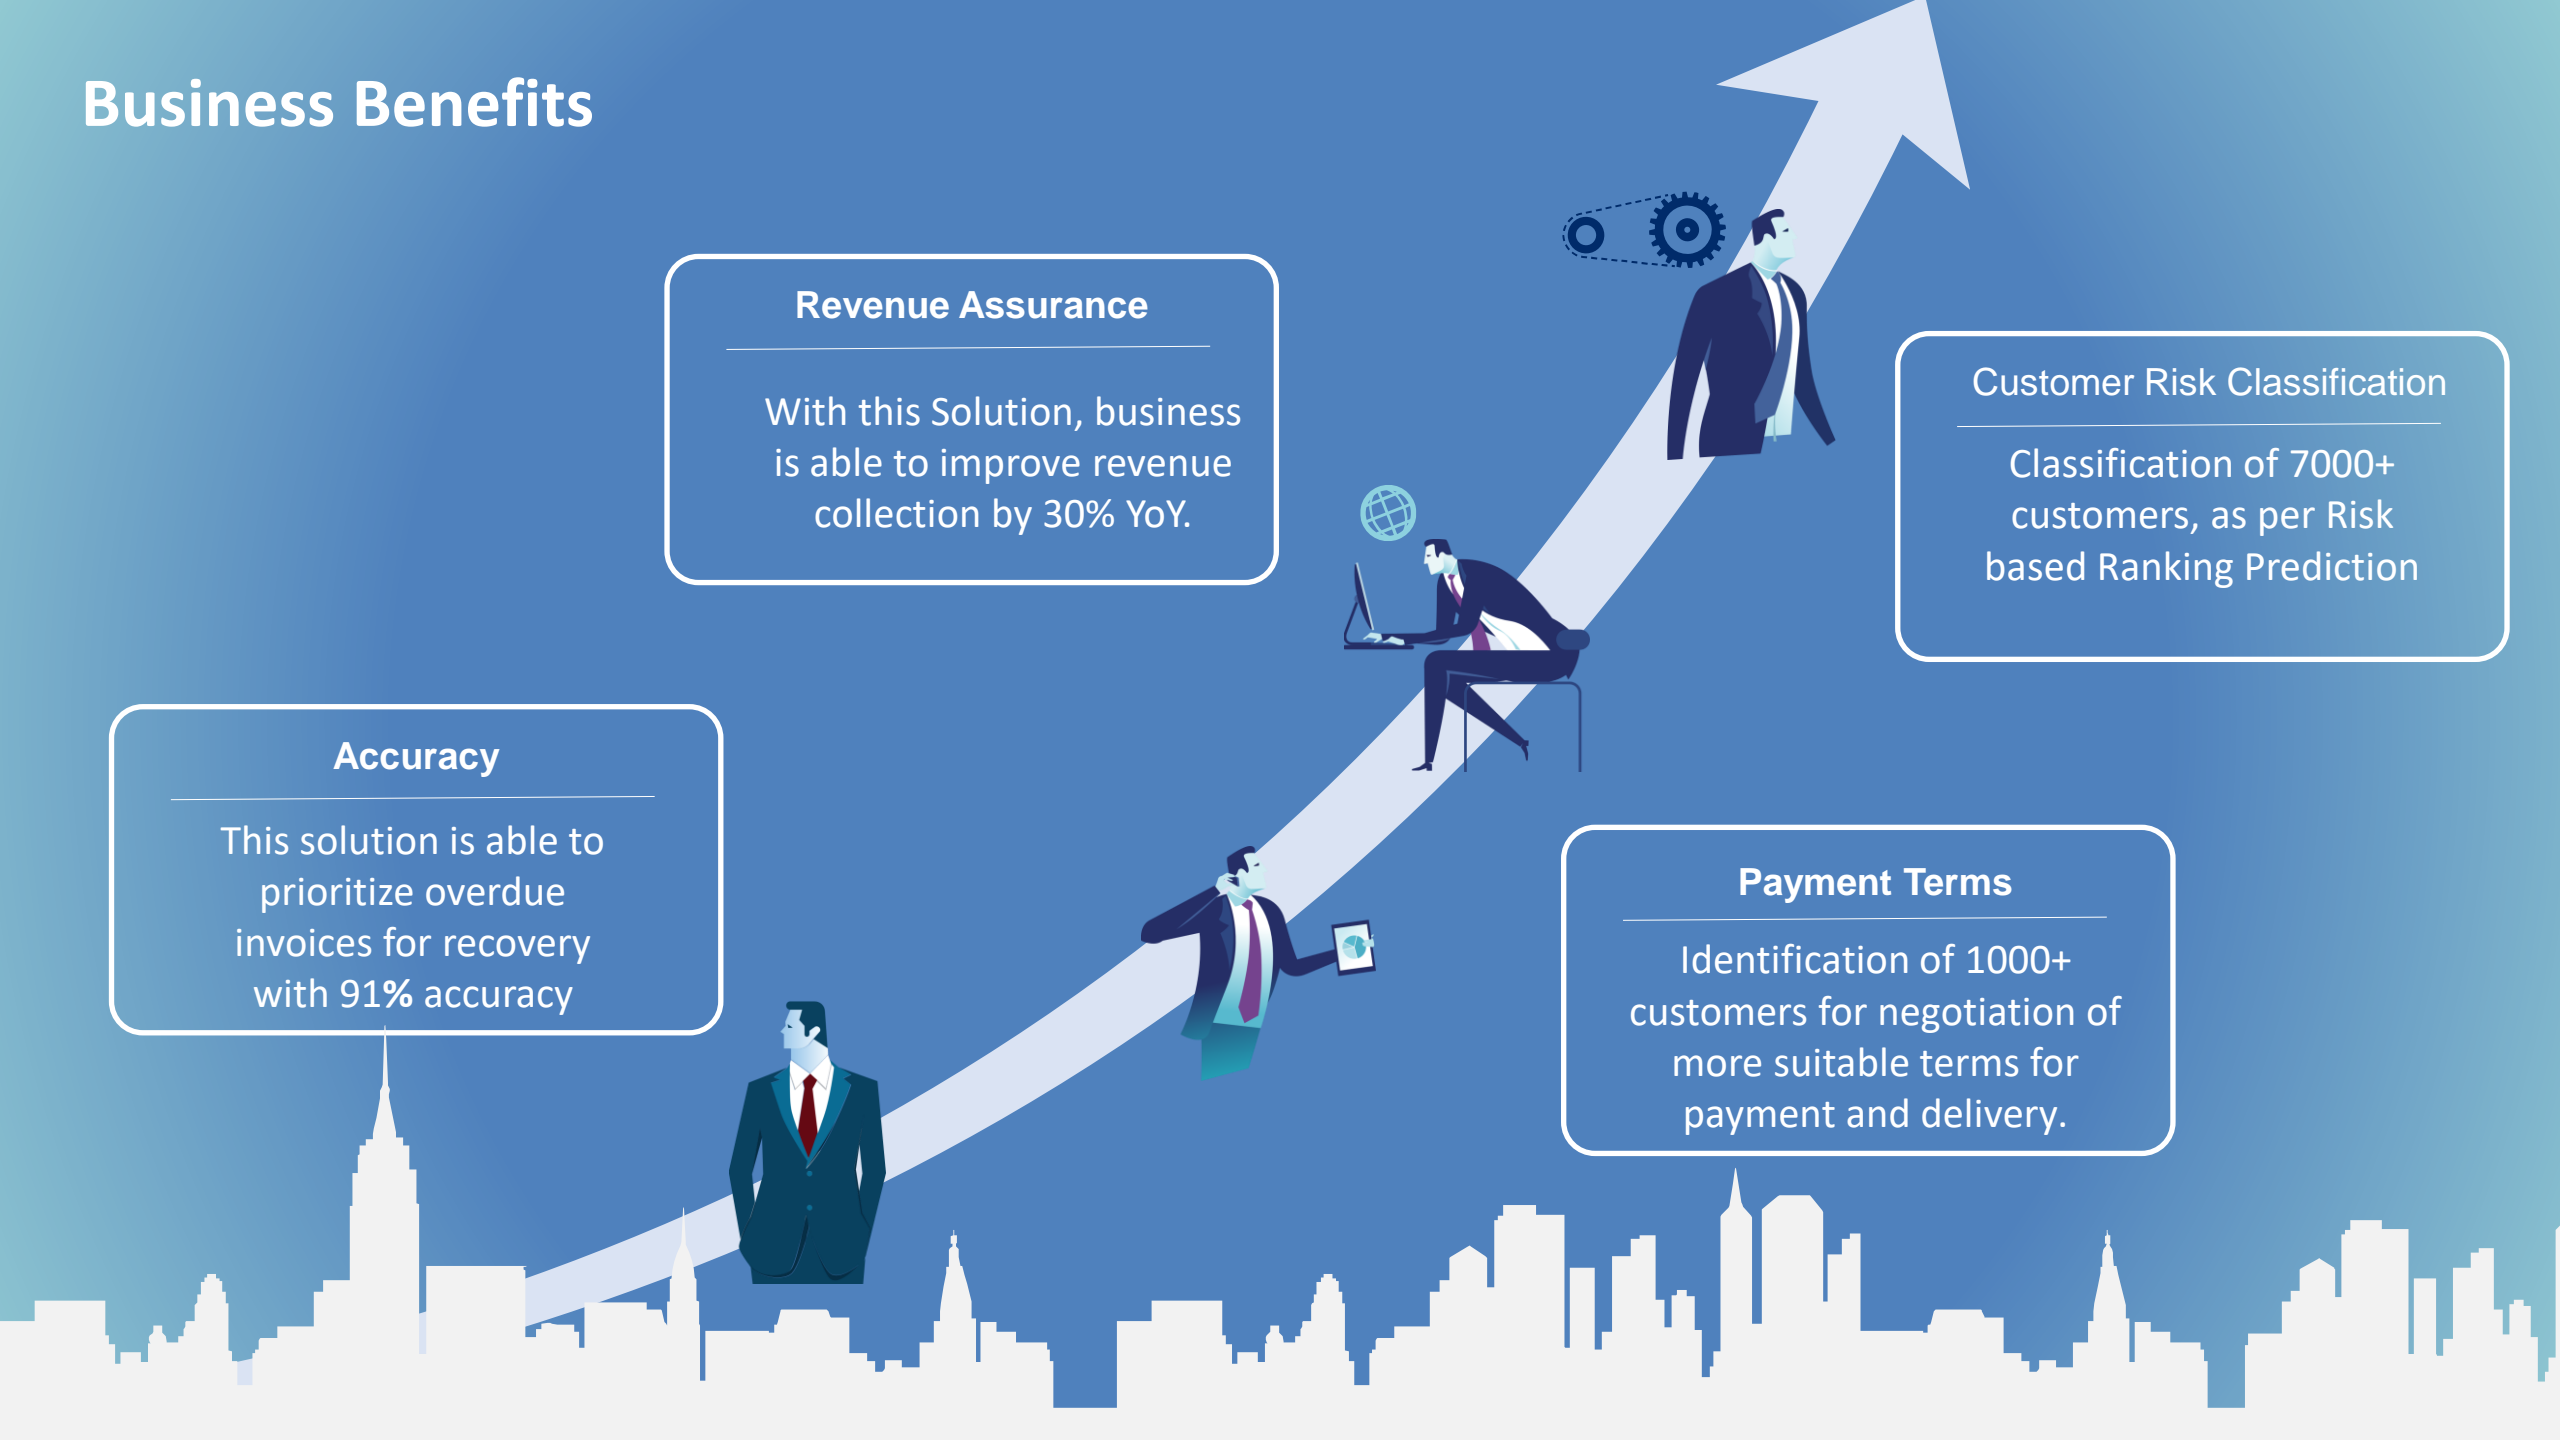 Business Benefits
Revenue Assurance
With this Solution, business
is able to improve revenue
collection by 30% YoY.
Customer Risk Classification
Classification of 7000+
customers, as per Risk
based Ranking Prediction
Accuracy
This solution is able to
prioritize overdue
invoices for recovery
with 91% accuracy
Payment Terms
Identification of 1000+
customers for negotiation of
more suitable terms for
payment and delivery.